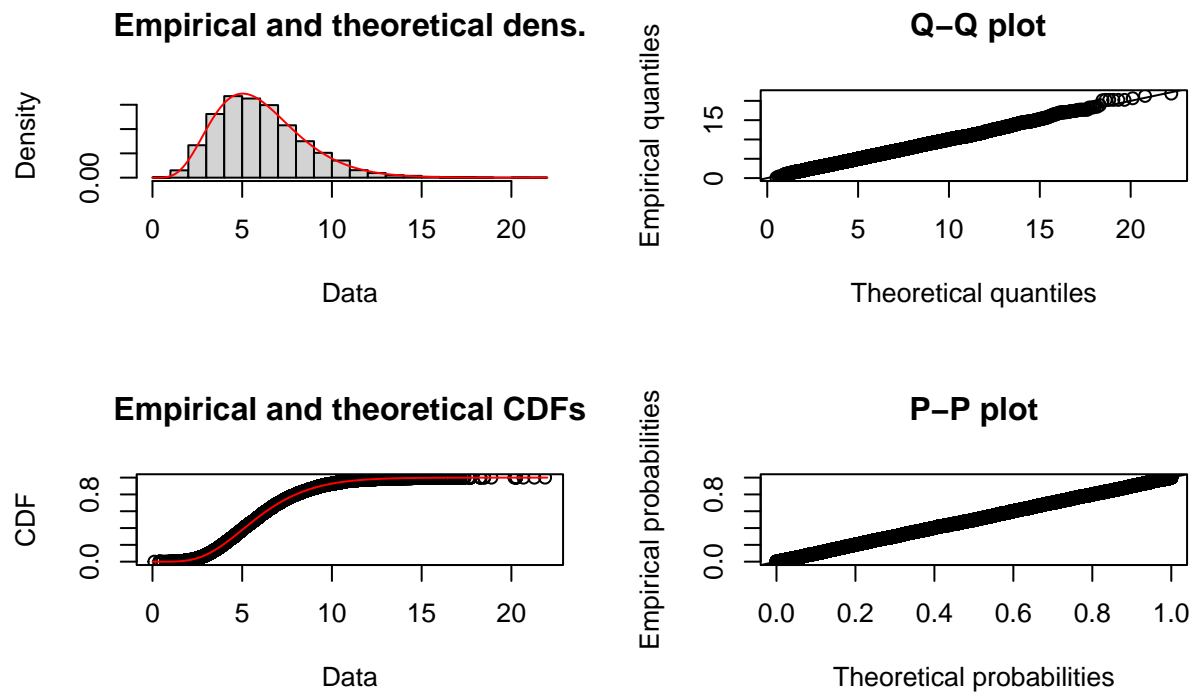 Empirical and theoretical dens.
Density
0.00
0 5 10 15 20
Data
Q−Q plot
Empirical quantiles
0 15
0 5 10 15 20
Theoretical quantiles
Empirical and theoretical CDFs
CDF
0.0 0.8
0 5 10 15 20
Data
P−P plot
Empirical probabilities
0.0 0.8
0.0 0.2 0.4 0.6 0.8 1.0
Theoretical probabilities